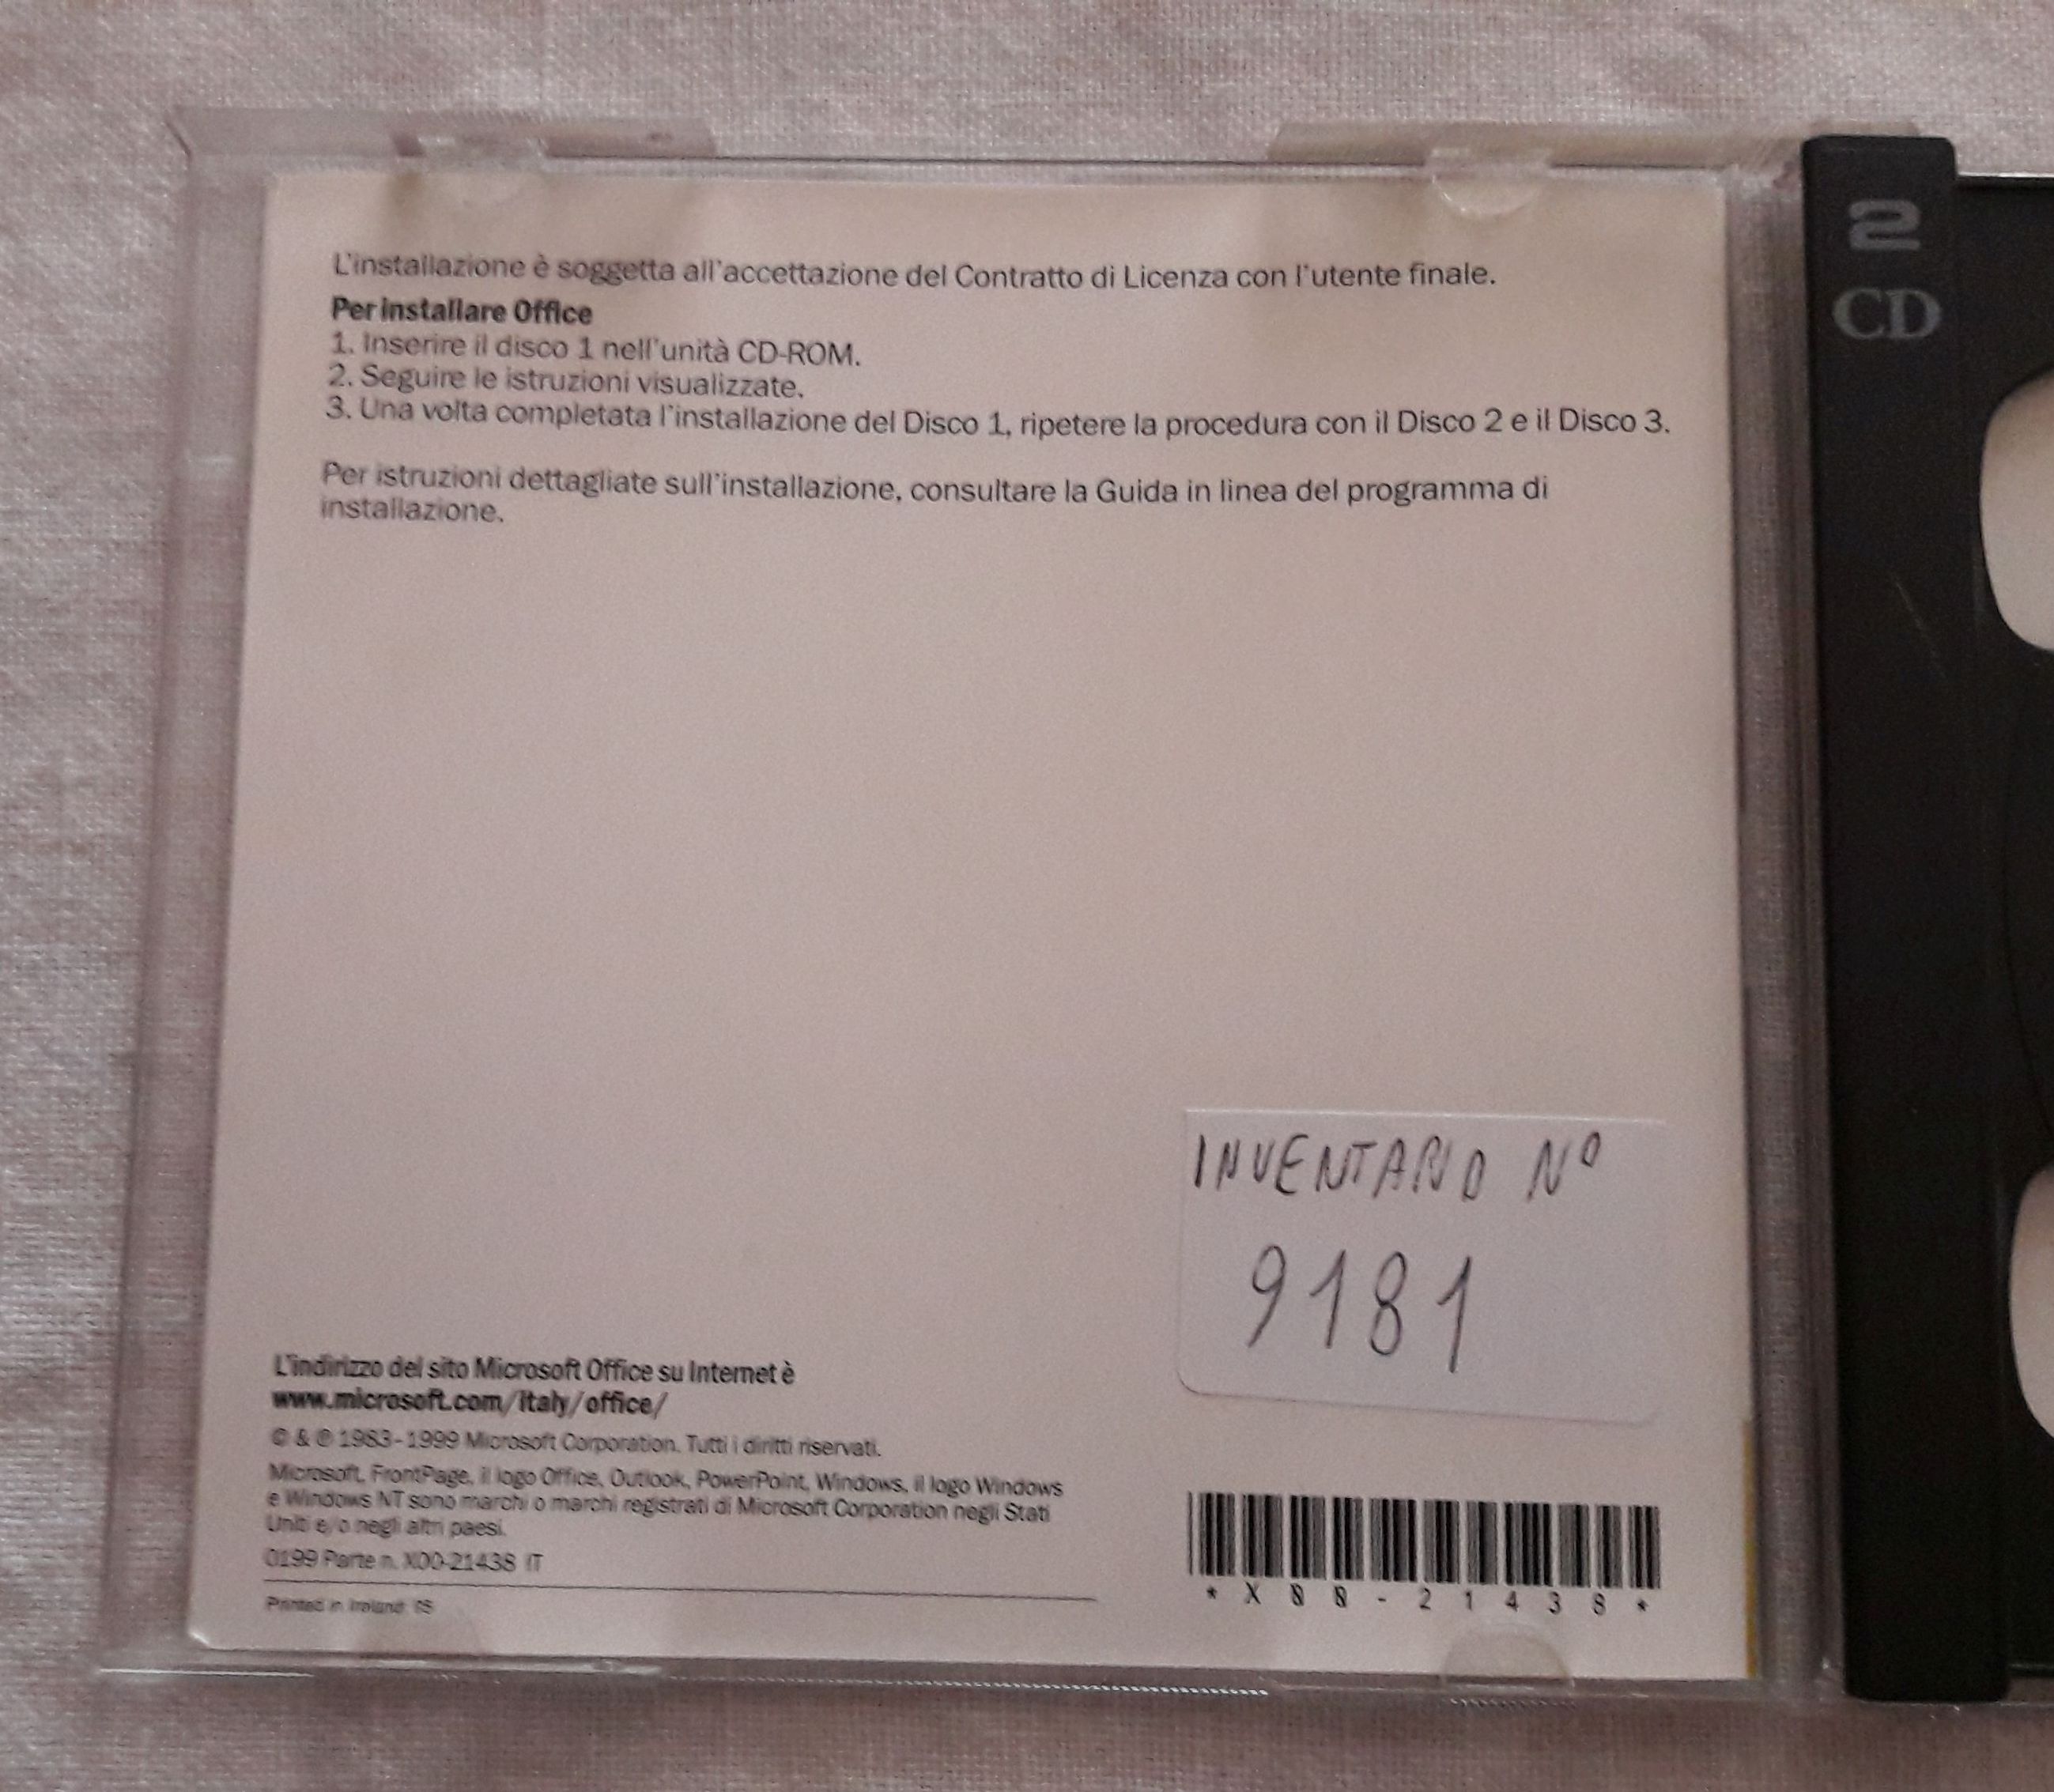 L'installazione è soggetta all'accettazione del Contratto di Licenza con l'utente finale.
Per installare Office
1. Inserire il disco 1 nell'unità CD-ROM.
2. Seguire le istruzioni visualizzate.
3. Una volta completata l'installazione del Disco 1, ripetere la procedura con il Disco 2 e il Disco 3.
Per istruzioni dettagliate sull'installazione, consultare la Guida in linea del programma di
installazione.
2
CD
INVENTARIO Nº
9181
L'indirizzo del sito Microsoft Office su Internet è
www.microsoft.com/italy/office/
© & ℗ 1983-1999 Microsoft Corporation. Tutti i diritti riservati.
Microsoft, FrontPage, il logo Office, Outlook, PowerPoint, Windows, il logo Windows
e Windows NT sono marchi o marchi registrati di Microsoft Corporation negli Stati
Uniti e/o negli altri paesi.
0199 Parte n. X00-21438 IT
Printed in Ireland
*X00-21438*